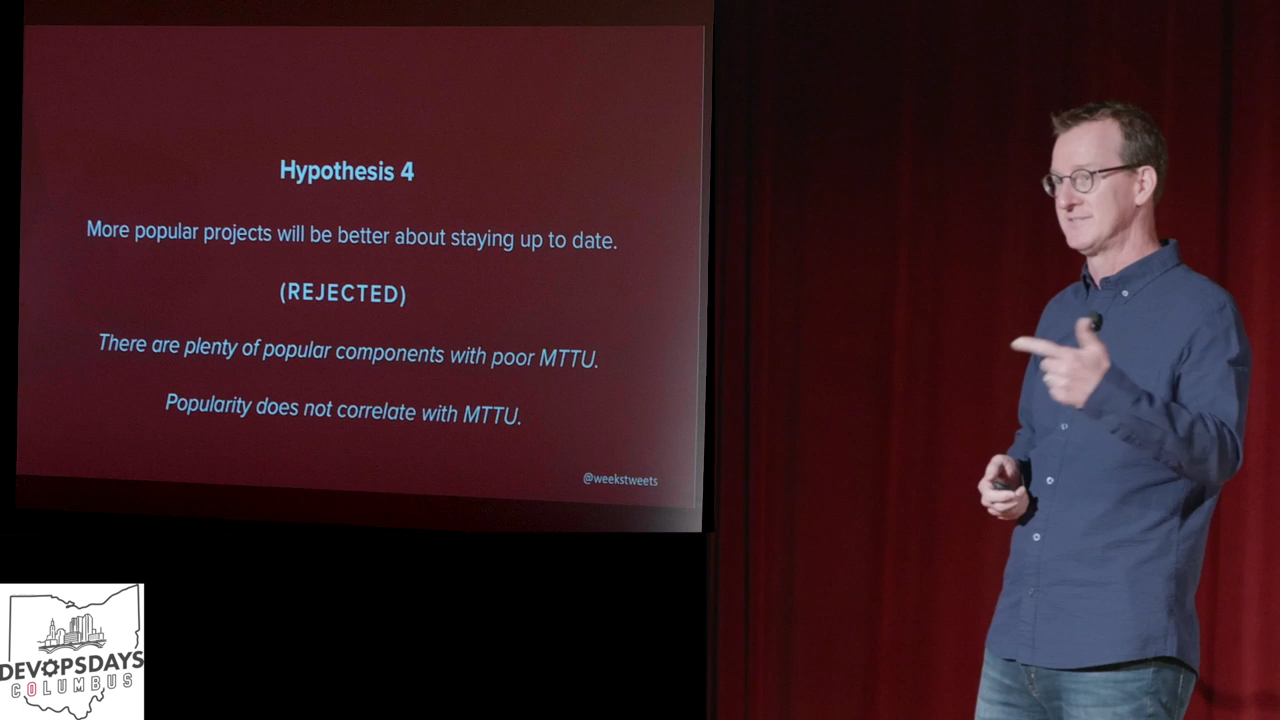 Hypothesis 4
More popular projects will be better about staying up to date.
(REJECTED)
There are plenty of popular components with poor MTTU.
Popularity does not correlate with MTTU.
@weekstweets
DEVOPSDAYS
COLUMBUS